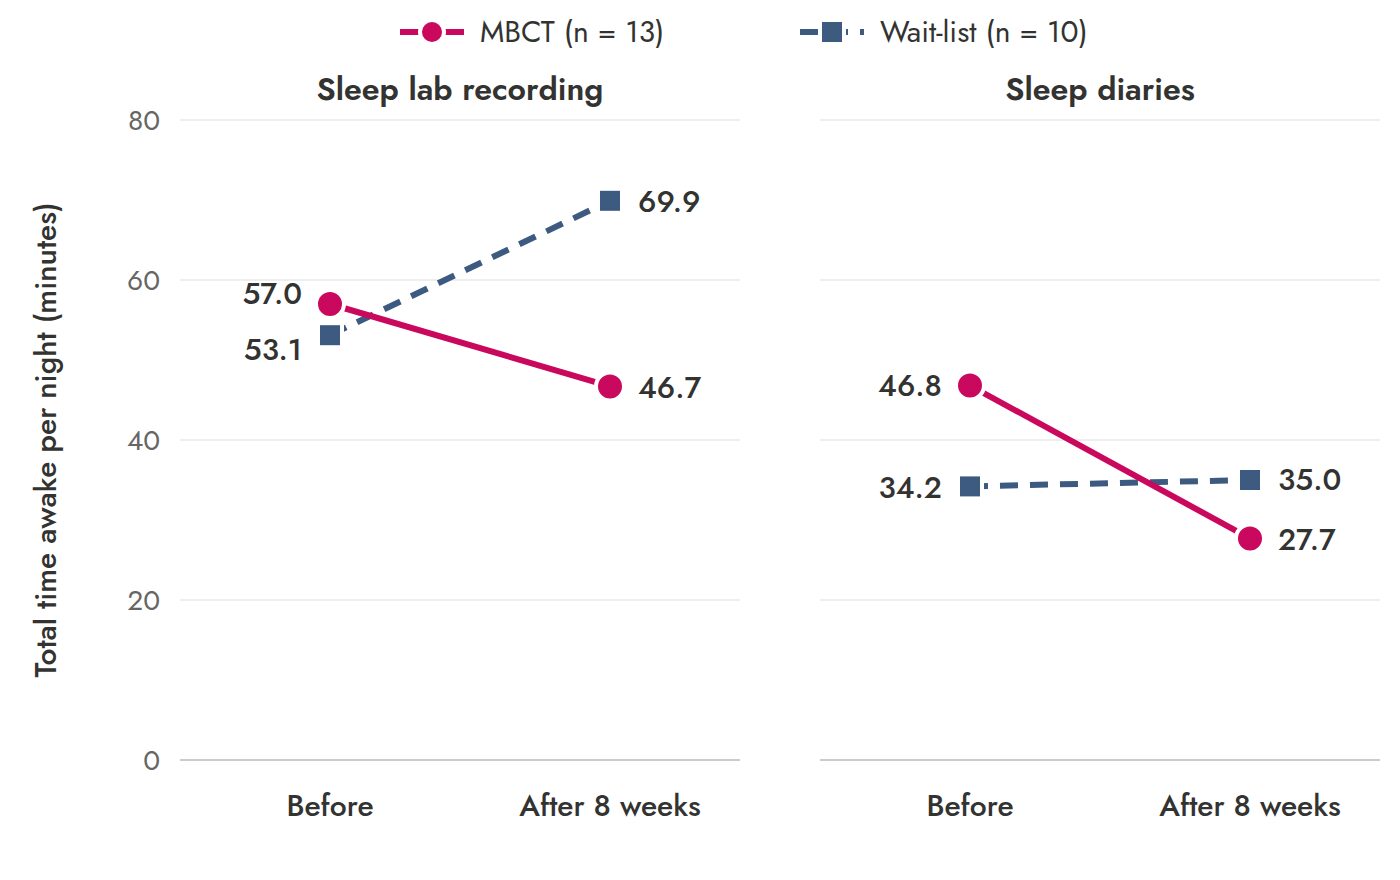 MBCT (n = 13)
Wait-list (n = 10)
Sleep lab recording
Sleep diaries
Total time awake per night (minutes)
80
60
40
20
0
57.0
53.1
69.9
46.7
46.8
34.2
35.0
27.7
Before
After 8 weeks
Before
After 8 weeks